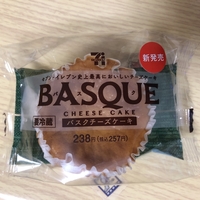 新発売
セブン‐イレブン史上最高においしいチーズケーキ
BASQUE
CHEESE CAKE
要冷蔵
バスクチーズケーキ
238円(税込257円)